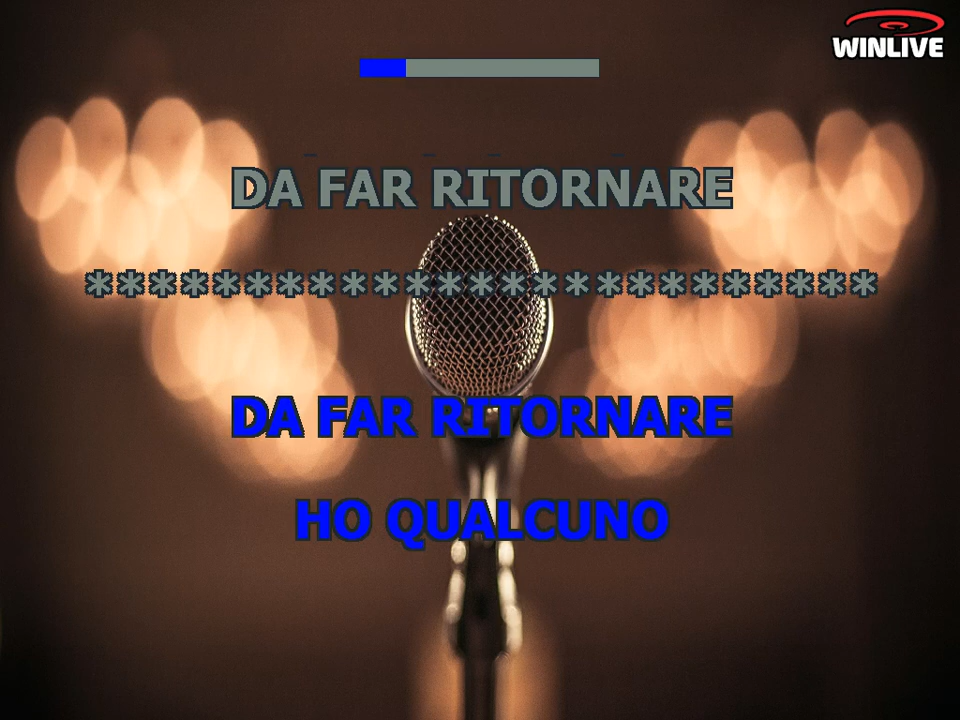 WINLIVE
DA FAR RITORNARE
*************************
DA FAR RITORNARE
HO QUALCUNO